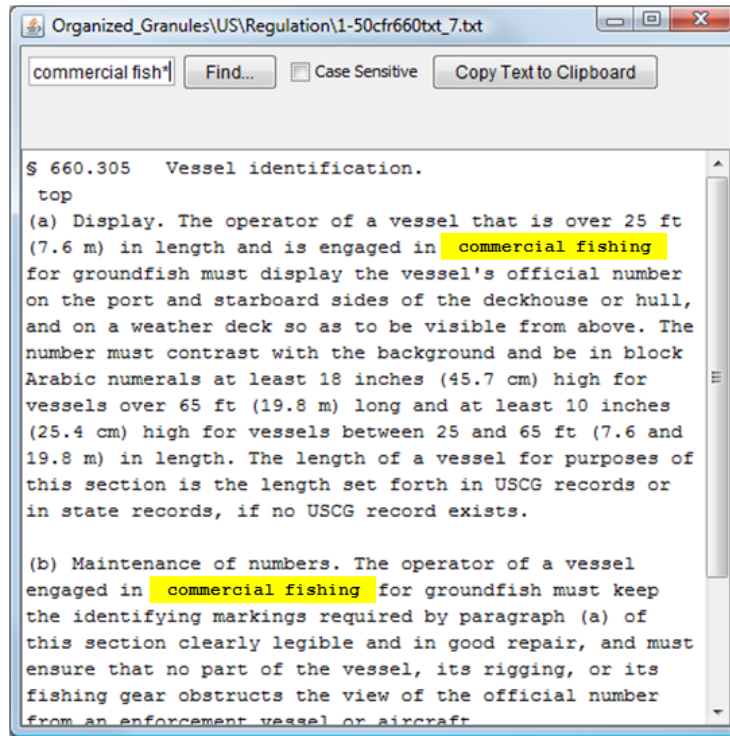 Organized_Granules\US\Regulation\1-50cfr660txt_7.txt
commercial fish* Find... Case Sensitive Copy Text to Clipboard
§ 660.305 Vessel identification.
top
(a) Display. The operator of a vessel that is over 25 ft
(7.6 m) in length and is engaged in commercial fishing
for groundfish must display the vessel's official number
on the port and starboard sides of the deckhouse or hull,
and on a weather deck so as to be visible from above. The
number must contrast with the background and be in block
Arabic numerals at least 18 inches (45.7 cm) high for
vessels over 65 ft (19.8 m) long and at least 10 inches
(25.4 cm) high for vessels between 25 and 65 ft (7.6 and
19.8 m) in length. The length of a vessel for purposes of
this section is the length set forth in USCG records or
in state records, if no USCG record exists.
(b) Maintenance of numbers. The operator of a vessel
engaged in commercial fishing for groundfish must keep
the identifying markings required by paragraph (a) of
this section clearly legible and in good repair, and must
ensure that no part of the vessel, its rigging, or its
fishing gear obstructs the view of the official number
from an enforcement vessel or aircraft